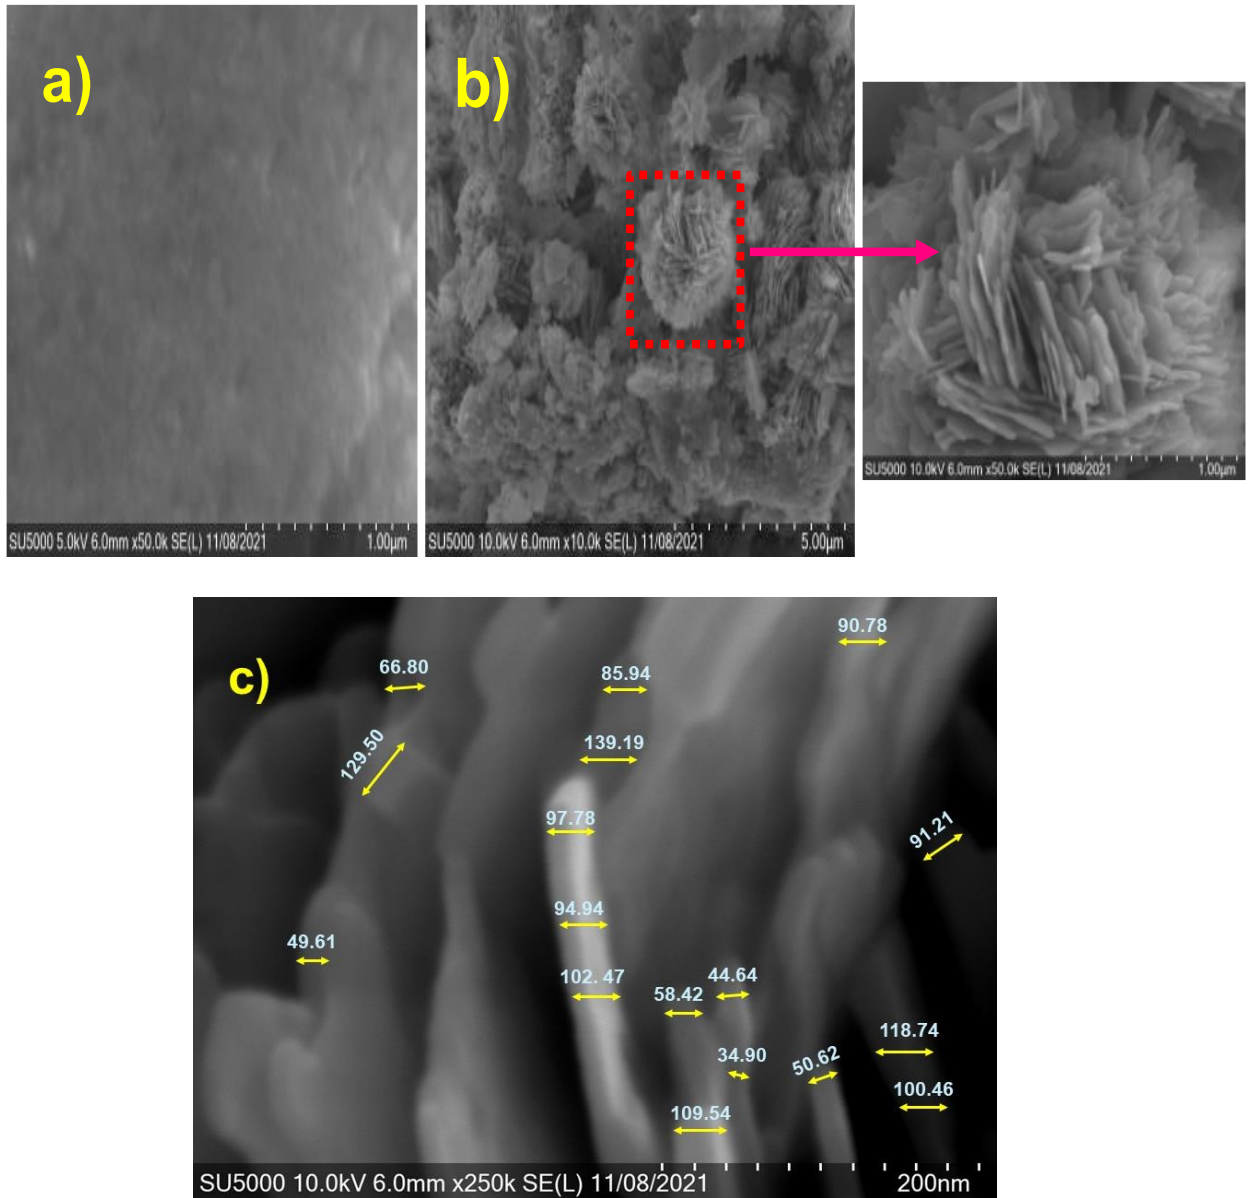 a)
SU5000 5.0kV 6.0mm x50.0k SE(L) 11/08/2021 1.00µm
b)
SU5000 10.0kV 6.0mm x10.0k SE(L) 11/08/2021 5.00µm
SU5000 10.0kV 6.0mm x50.0k SE(L) 11/08/2021 1.00µm
c)
90.78
66.80
85.94
129.50
139.19
97.78
91.21
94.94
49.61
102. 47
44.64
58.42
118.74
34.90
50.62
100.46
109.54
SU5000 10.0kV 6.0mm x250k SE(L) 11/08/2021 200nm